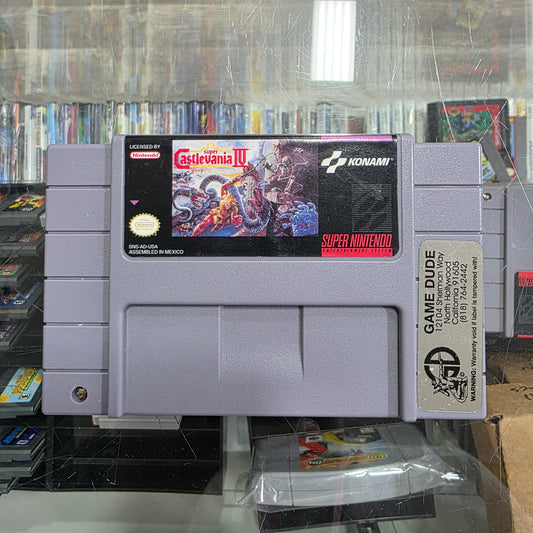 LICENSED BY
Nintendo
super
Castlevania IV
KONAMI
SNS-AD-USA
ASSEMBLED IN MEXICO
SUPER NINTENDO
ENTERTAINMENT SYSTEM
GAME DUDE
12104 Sherman Way
North Hollywood
California 91605
(818) 764-2442
WARNING: Warranty void if label is tampered with!